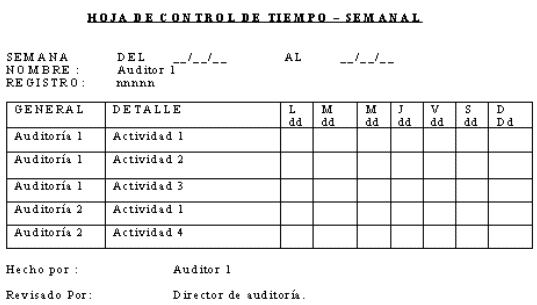 HOJA DE CONTROL DE TIEMPO – SEMANAL
SEMANA DEL __/__/__ AL __/__/__
NOMBRE : Auditor 1
REGISTRO: nnnnn
GENERAL DETALLE L M M J V S D
dd dd dd dd dd dd Dd
Auditoría 1 Actividad 1
Auditoría 1 Actividad 2
Auditoría 1 Actividad 3
Auditoría 2 Actividad 1
Auditoría 2 Actividad 4
Hecho por : Auditor 1
Revisado Por: Director de auditoría.